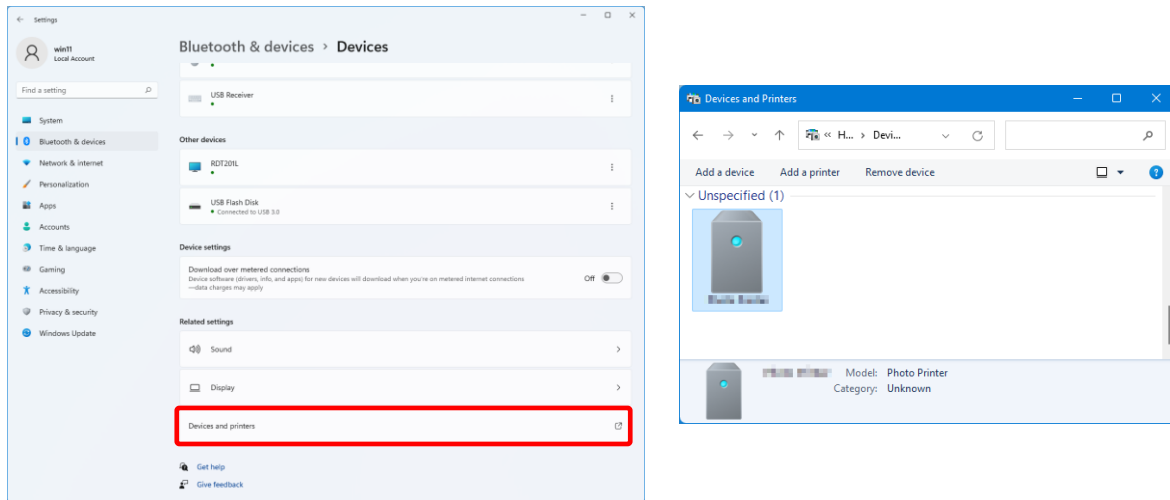 Settings
win11
Local Account
Find a setting
System
Bluetooth & devices
Network & internet
Personalization
Apps
Accounts
Time & language
Gaming
Accessibility
Privacy & security
Windows Update
Bluetooth & devices > Devices
USB Receiver
Other devices
RDT201L
USB Flash Disk
Connected to USB 3.0
Device settings
Download over metered connections
Device software (drivers, info, and apps) for new devices will download when you're on metered internet connections
—data charges may apply
Off
Related settings
Sound
Display
Devices and printers
Get help
Give feedback
Devices and Printers
« H... > Devi...
Add a device Add a printer Remove device
Unspecified (1)
Model: Photo Printer
Category: Unknown